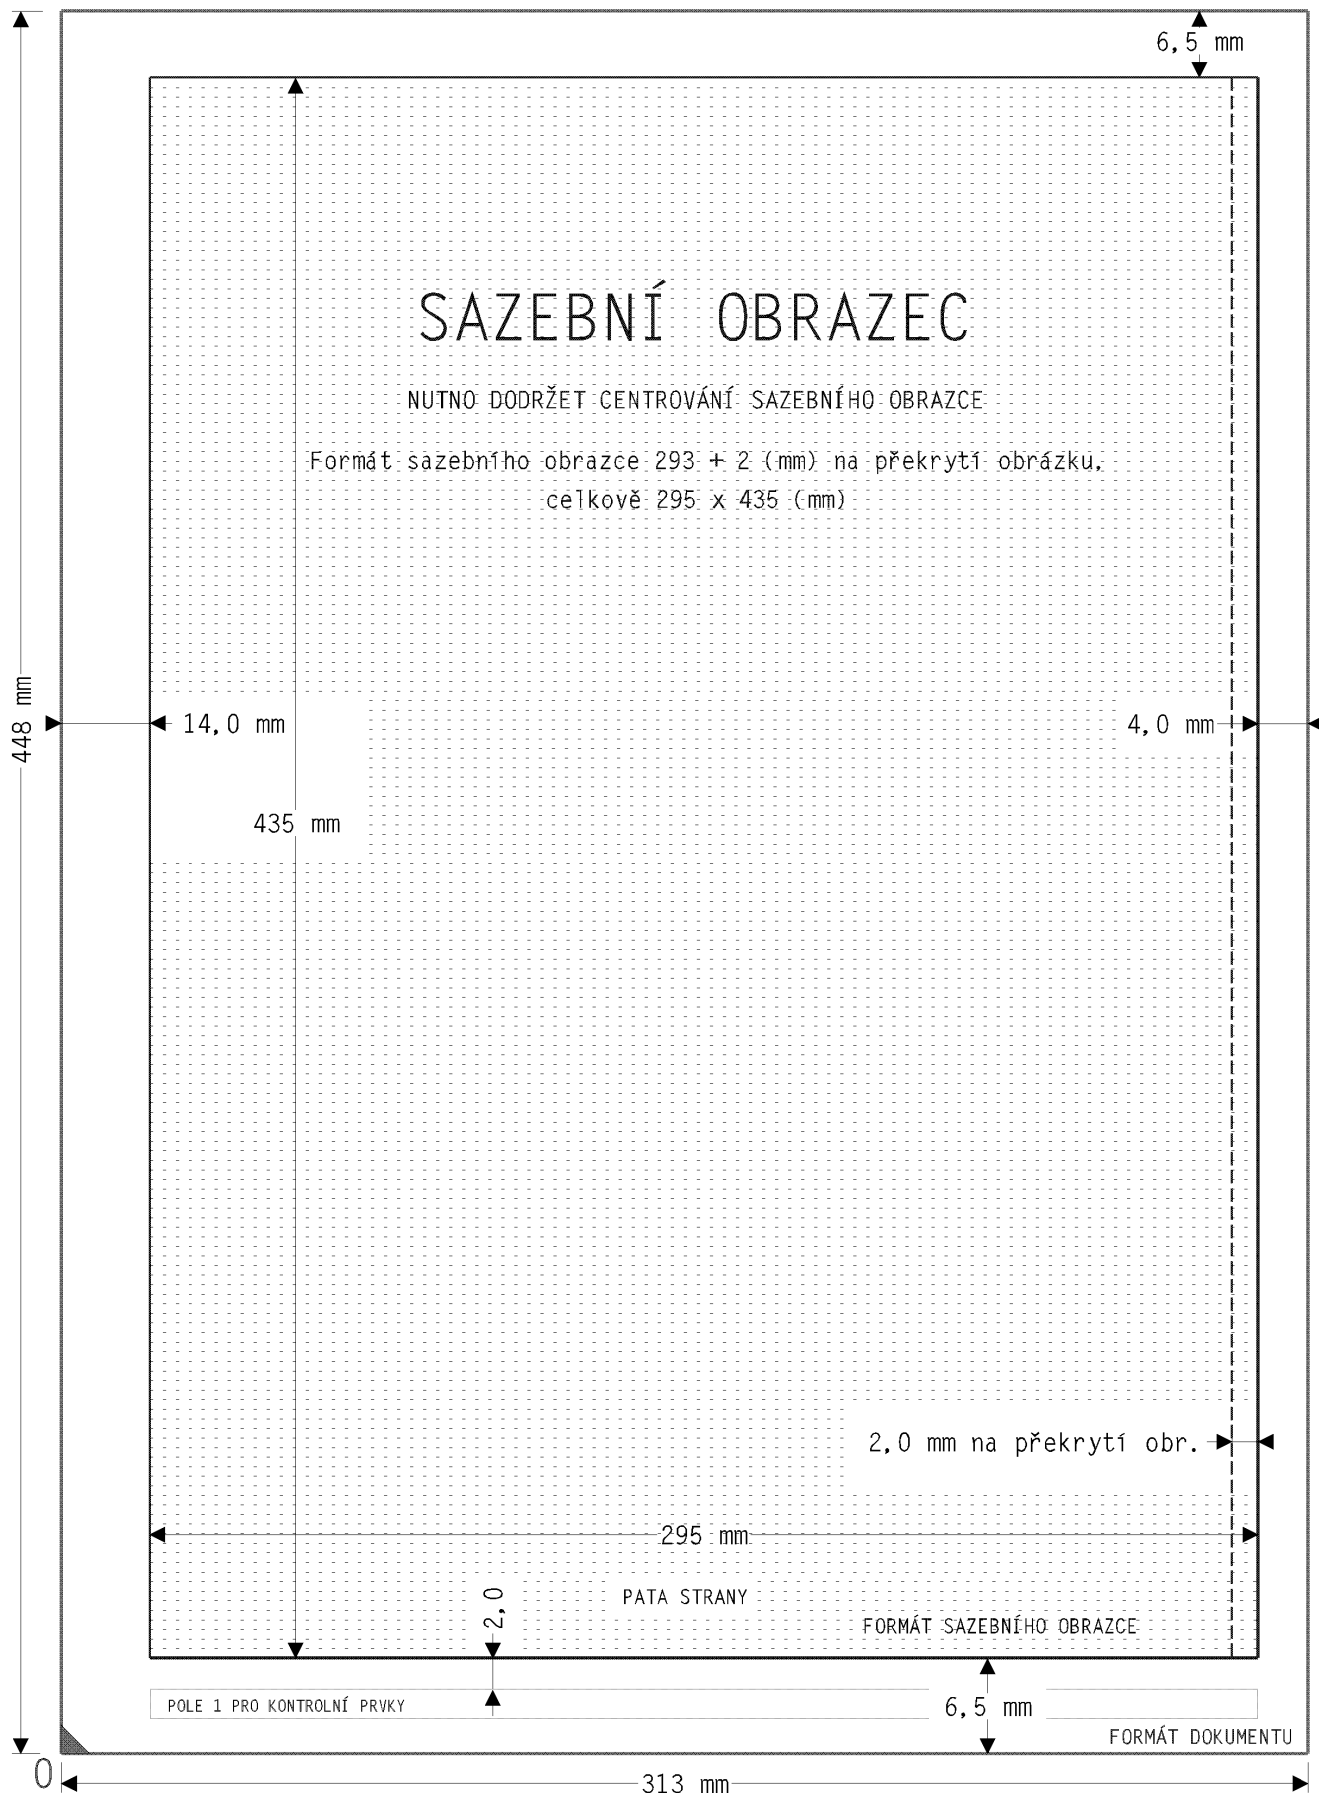 6,5 mm
SAZEBNÍ OBRAZEC
NUTNO DODRŽET CENTROVÁNÍ SAZEBNÍHO OBRAZCE
Formát sazebního obrazce 293 + 2 (mm) na překrytí obrázku,
celkově 295 x 435 (mm)
448 mm
14,0 mm
4,0 mm
435 mm
2,0 mm na překrytí obr.
295 mm
2,0
PATA STRANY
FORMÁT SAZEBNÍHO OBRAZCE
POLE 1 PRO KONTROLNÍ PRVKY
6,5 mm
FORMÁT DOKUMENTU
0
313 mm